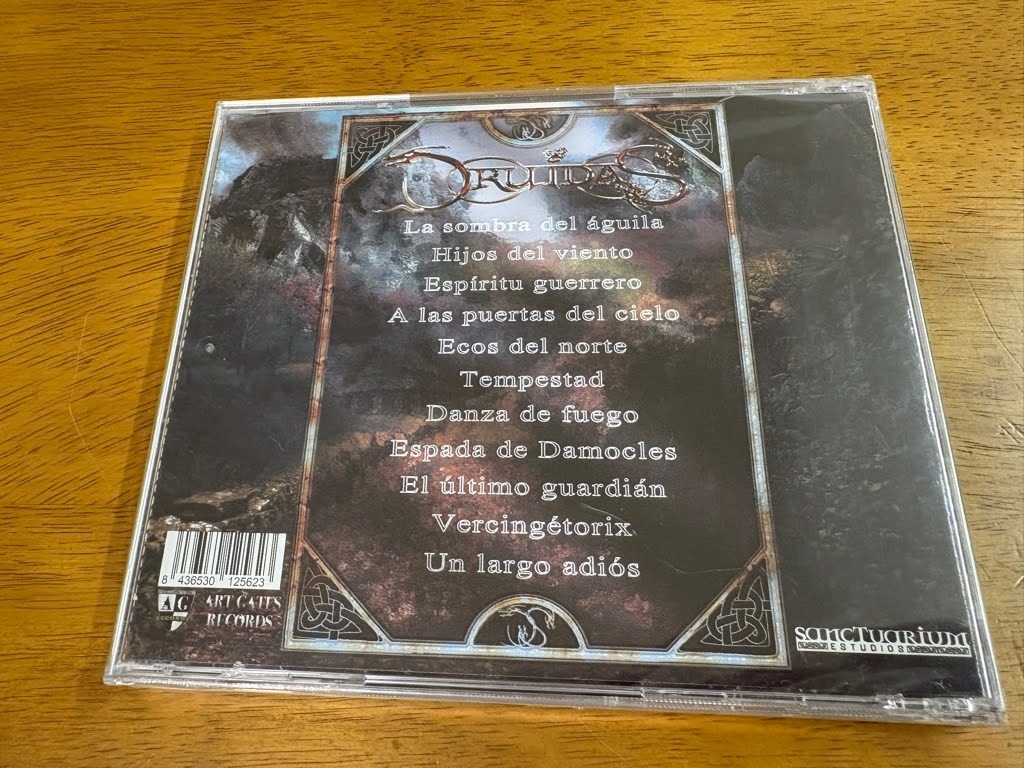 DRUIDAS
La sombra del águila
Hijos del viento
Espíritu guerrero
A las puertas del cielo
Ecos del norte
Tempestad
Danza de fuego
Espada de Damocles
El último guardián
Vercingétorix
Un largo adiós
8 436530 125623
AG
ART GATES
RECORDS
SANCTUARIUM
ESTUDIOS